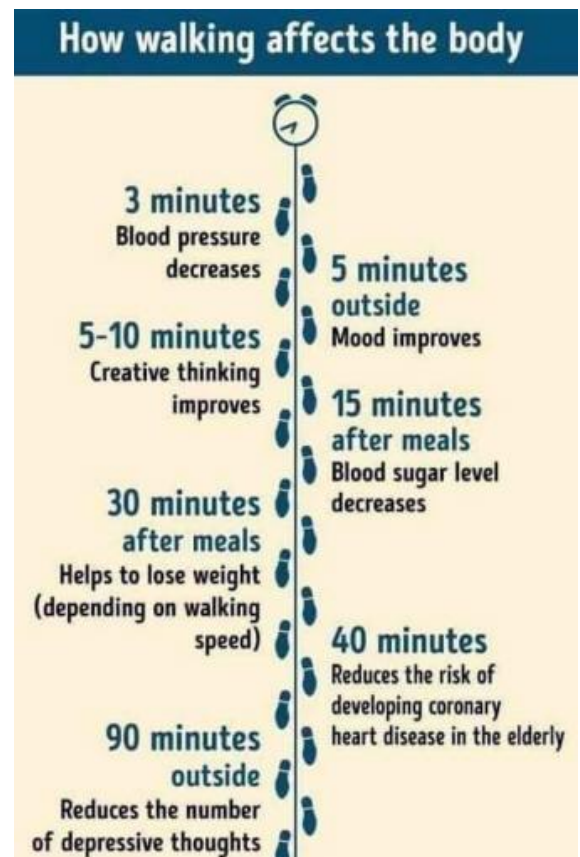 How walking affects the body
3 minutes
Blood pressure
decreases
5 minutes
outside
Mood improves
5-10 minutes
Creative thinking
improves
15 minutes
after meals
Blood sugar level
decreases
30 minutes
after meals
Helps to lose weight
(depending on walking
speed)
40 minutes
Reduces the risk of
developing coronary
heart disease in the elderly
90 minutes
outside
Reduces the number
of depressive thoughts